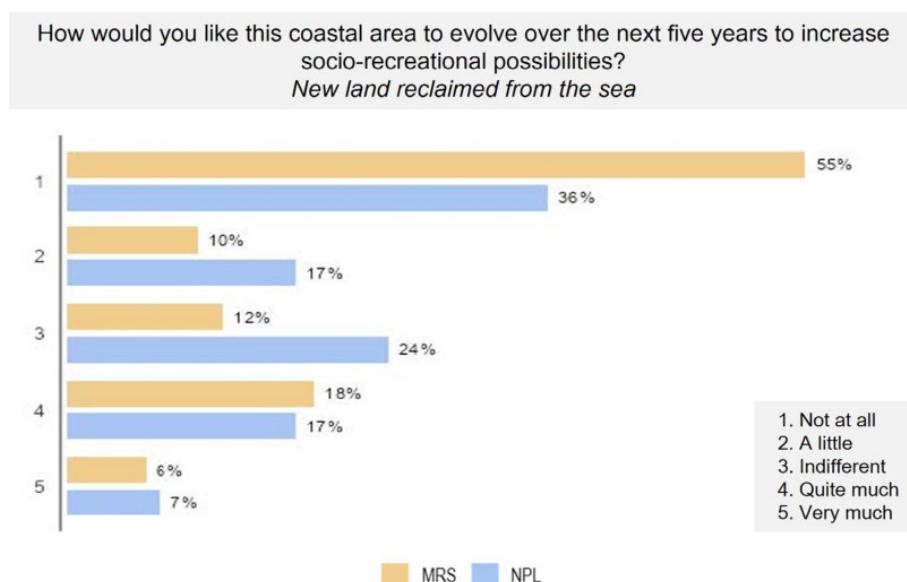 How would you like this coastal area to evolve over the next five years to increase
socio-recreational possibilities?
New land reclaimed from the sea
1
55%
36%
2
10%
17%
3
12%
24%
4
18%
17%
5
6%
7%
1. Not at all
2. A little
3. Indifferent
4. Quite much
5. Very much
MRS NPL